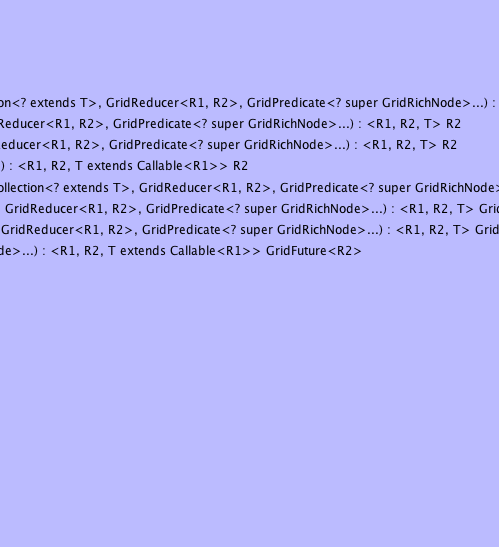 on<? extends T>, GridReducer<R1, R2>, GridPredicate<? super GridRichNode>...) :
Reducer<R1, R2>, GridPredicate<? super GridRichNode>...) : <R1, R2, T> R2
educer<R1, R2>, GridPredicate<? super GridRichNode>...) : <R1, R2, T> R2
) : <R1, R2, T extends Callable<R1>> R2
ollection<? extends T>, GridReducer<R1, R2>, GridPredicate<? super GridRichNode>
GridReducer<R1, R2>, GridPredicate<? super GridRichNode>...) : <R1, R2, T> Grid
GridReducer<R1, R2>, GridPredicate<? super GridRichNode>...) : <R1, R2, T> Grid
de>...) : <R1, R2, T extends Callable<R1>> GridFuture<R2>